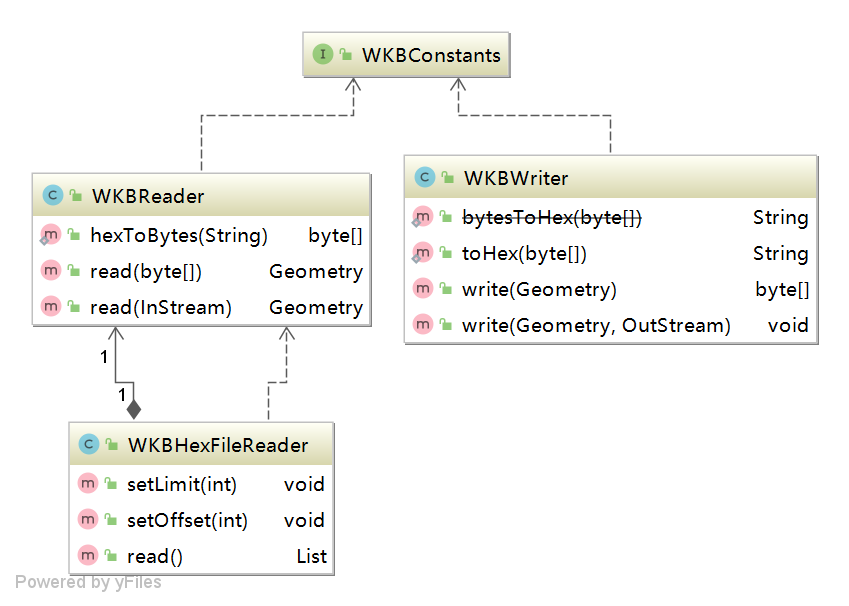 I WKBConstants
C WKBReader
m hexToBytes(String) byte[]
m read(byte[]) Geometry
m read(InStream) Geometry
C WKBWriter
m bytesToHex(byte[]) String
m toHex(byte[]) String
m write(Geometry) byte[]
m write(Geometry, OutStream) void
1
1
C WKBHexFileReader
m setLimit(int) void
m setOffset(int) void
m read() List
Powered by yFiles